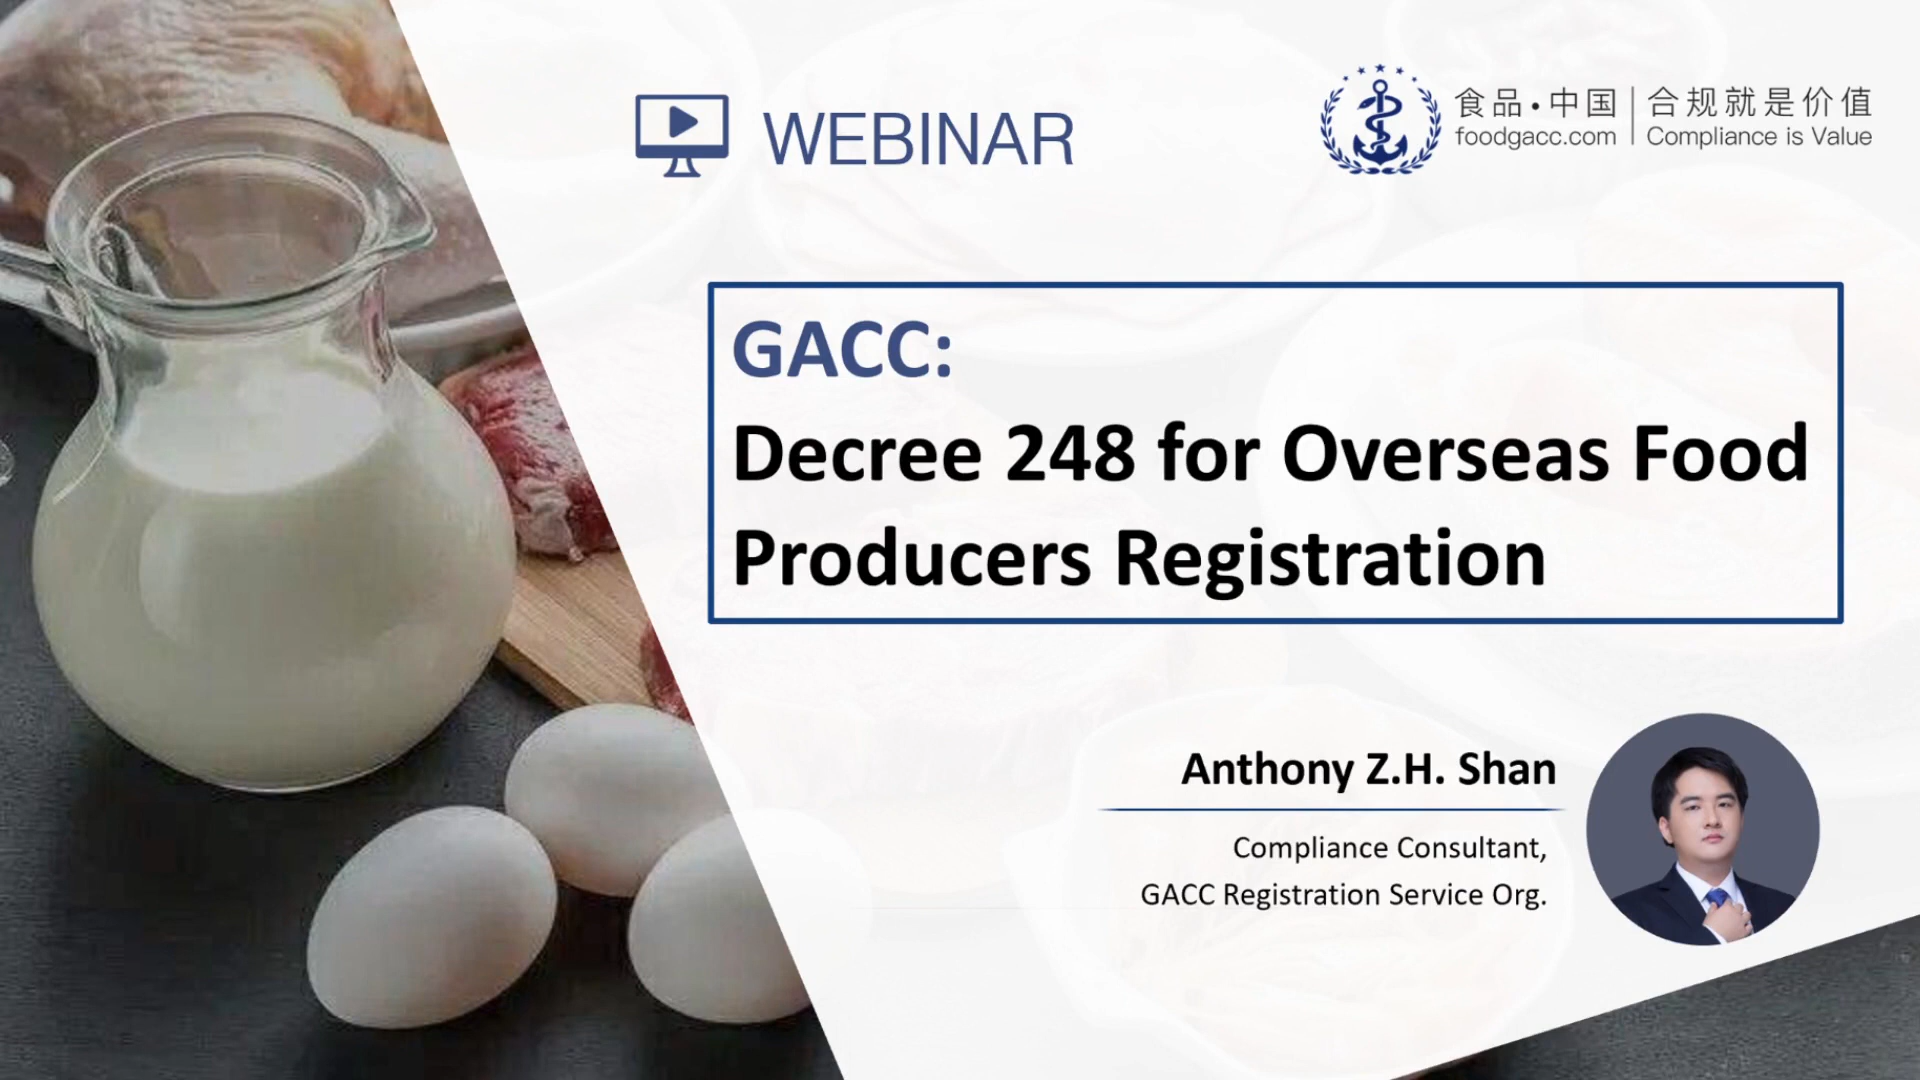 WEBINAR
食品•中国 | 合规就是价值
foodgacc.com | Compliance is Value
GACC:
Decree 248 for Overseas Food
Producers Registration
Anthony Z.H. Shan
Compliance Consultant,
GACC Registration Service Org.